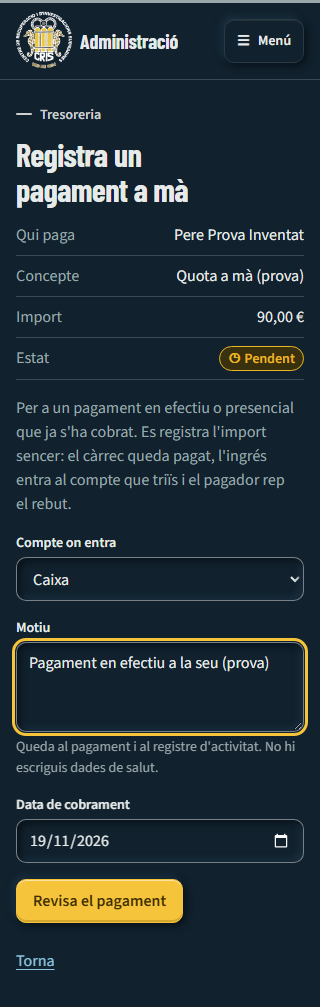 CRIS
Administració
☰ Menú
Tresoreria
Registra un
pagament a mà
Qui paga Pere Prova Inventat
Concepte Quota a mà (prova)
Import 90,00 €
Estat Pendent
Per a un pagament en efectiu o presencial
que ja s'ha cobrat. Es registra l'import
sencer: el càrrec queda pagat, l'ingrés
entra al compte que triïs i el pagador rep
el rebut.
Compte on entra
Caixa
Motiu
Pagament en efectiu a la seu (prova)
Queda al pagament i al registre d'activitat. No hi
escriguis dades de salut.
Data de cobrament
19/11/2026
Revisa el pagament
Torna